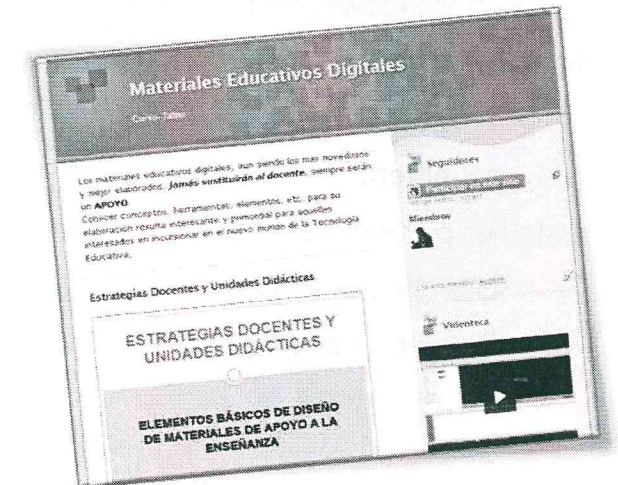 Materiales Educativos Digitales
Curso-Taller
Los materiales educativos digitales, aun siendo los mas novedosos
y mejor elaborados, Jamás sustituirán al docente, siempre serán
un APOYO.
Conocer conceptos, herramientas, elementos, etc. para su
elaboración resulta interesante y primordial para aquellos
interesados en incursionar en el nuevo mundo de la Tecnología
Educativa.
Estrategias Docentes y Unidades Didácticas
ESTRATEGIAS DOCENTES Y
UNIDADES DIDÁCTICAS
ELEMENTOS BÁSICOS DE DISEÑO
DE MATERIALES DE APOYO A LA
ENSEÑANZA
Seguidores
Miembros
Videoteca